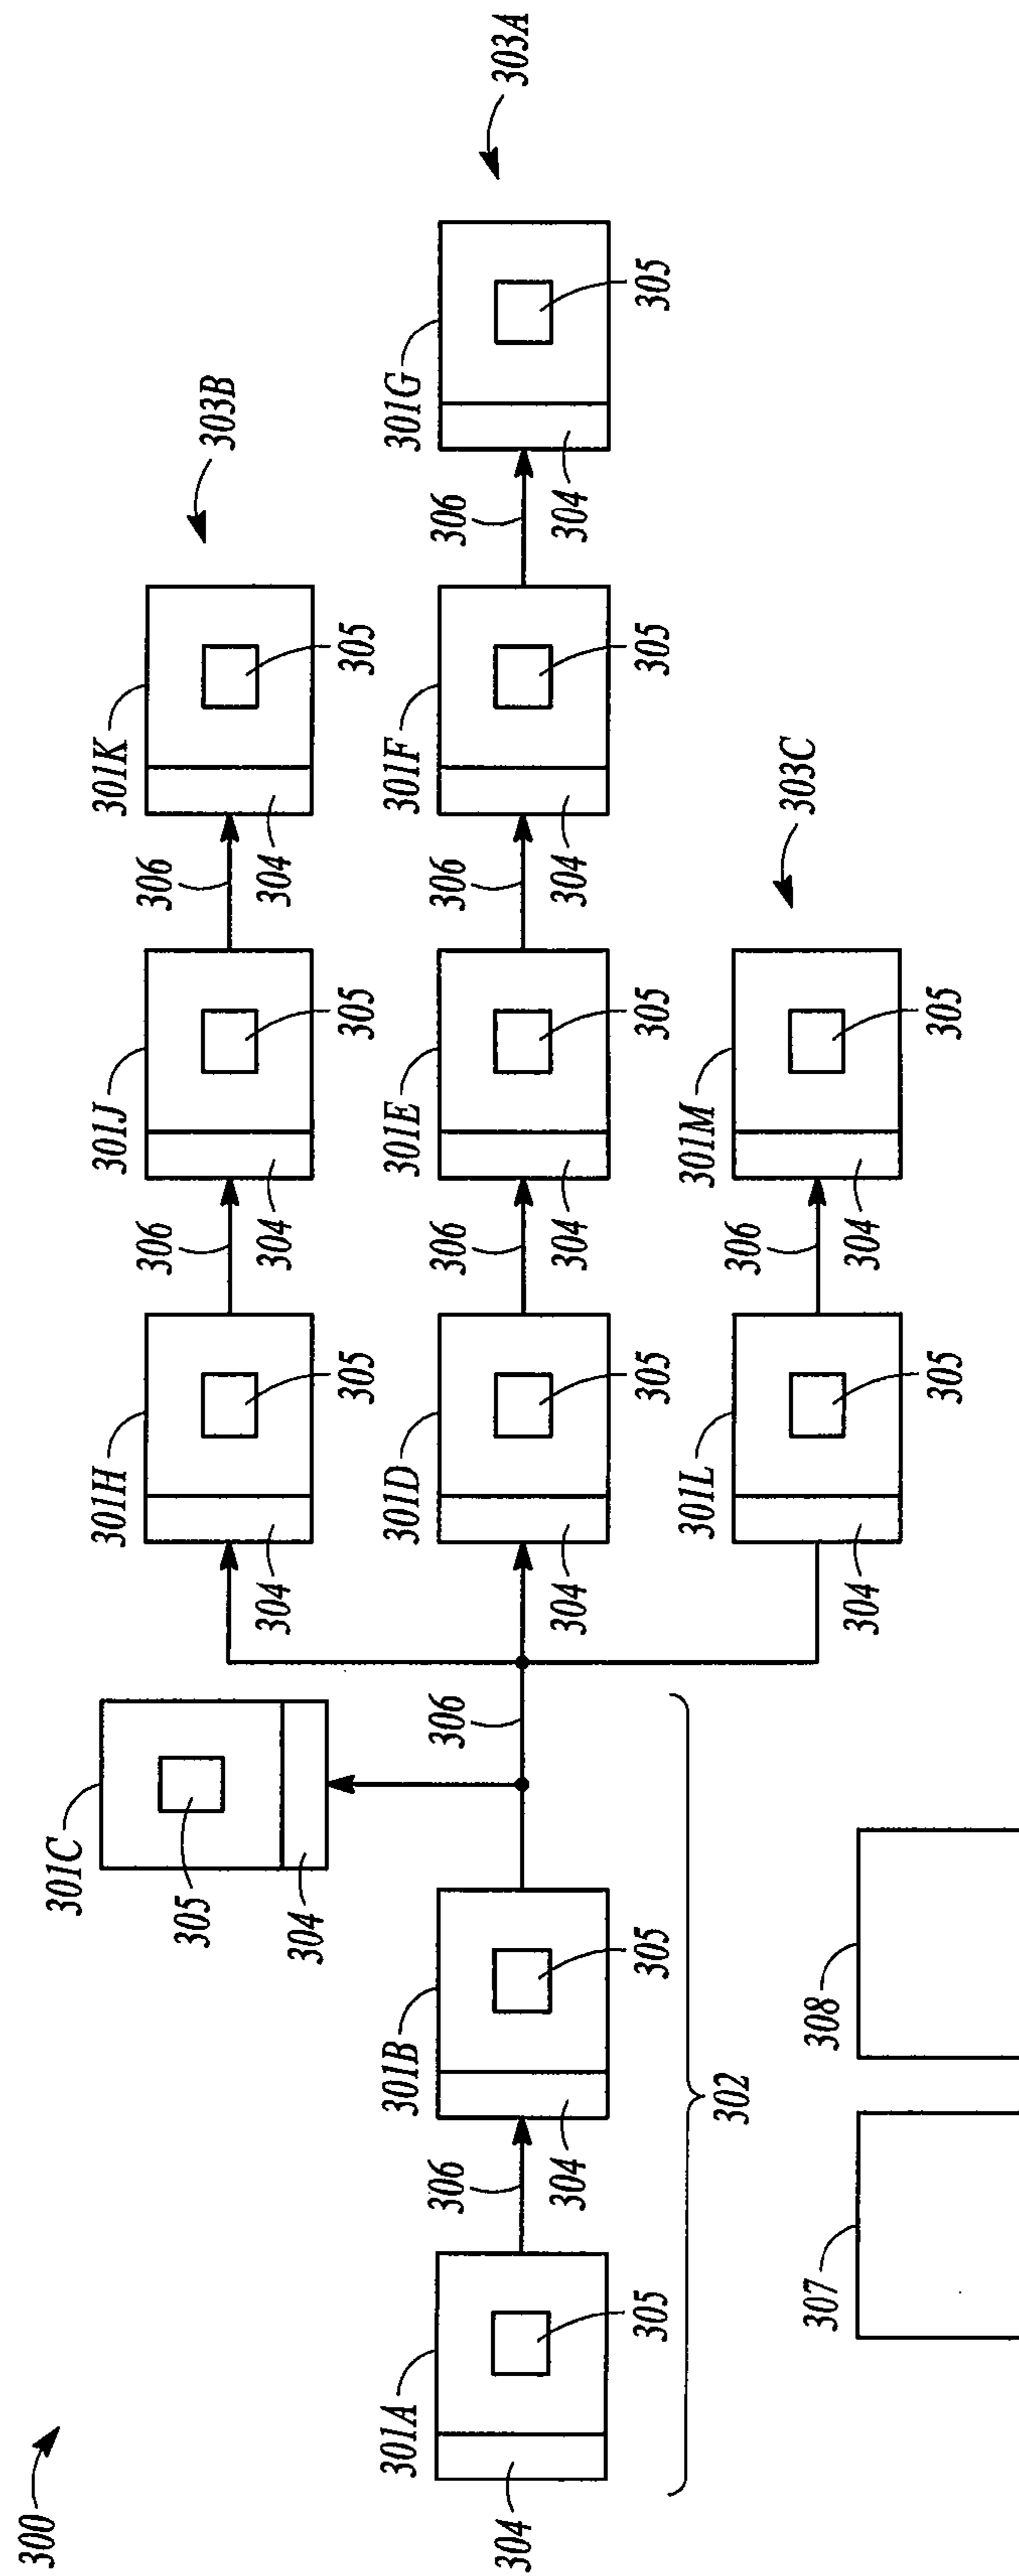 300
301C
301H 301J 301K
306 306
305
303B
304 304 304
304
305 305 305
301A 301B 301D 301E 301F 301G
306 306 306 306 306
304 303A
304 304 304 304 304
305 305 305 305 305 305
301L 301M
302 306
303C
307 308
304 304
305 305